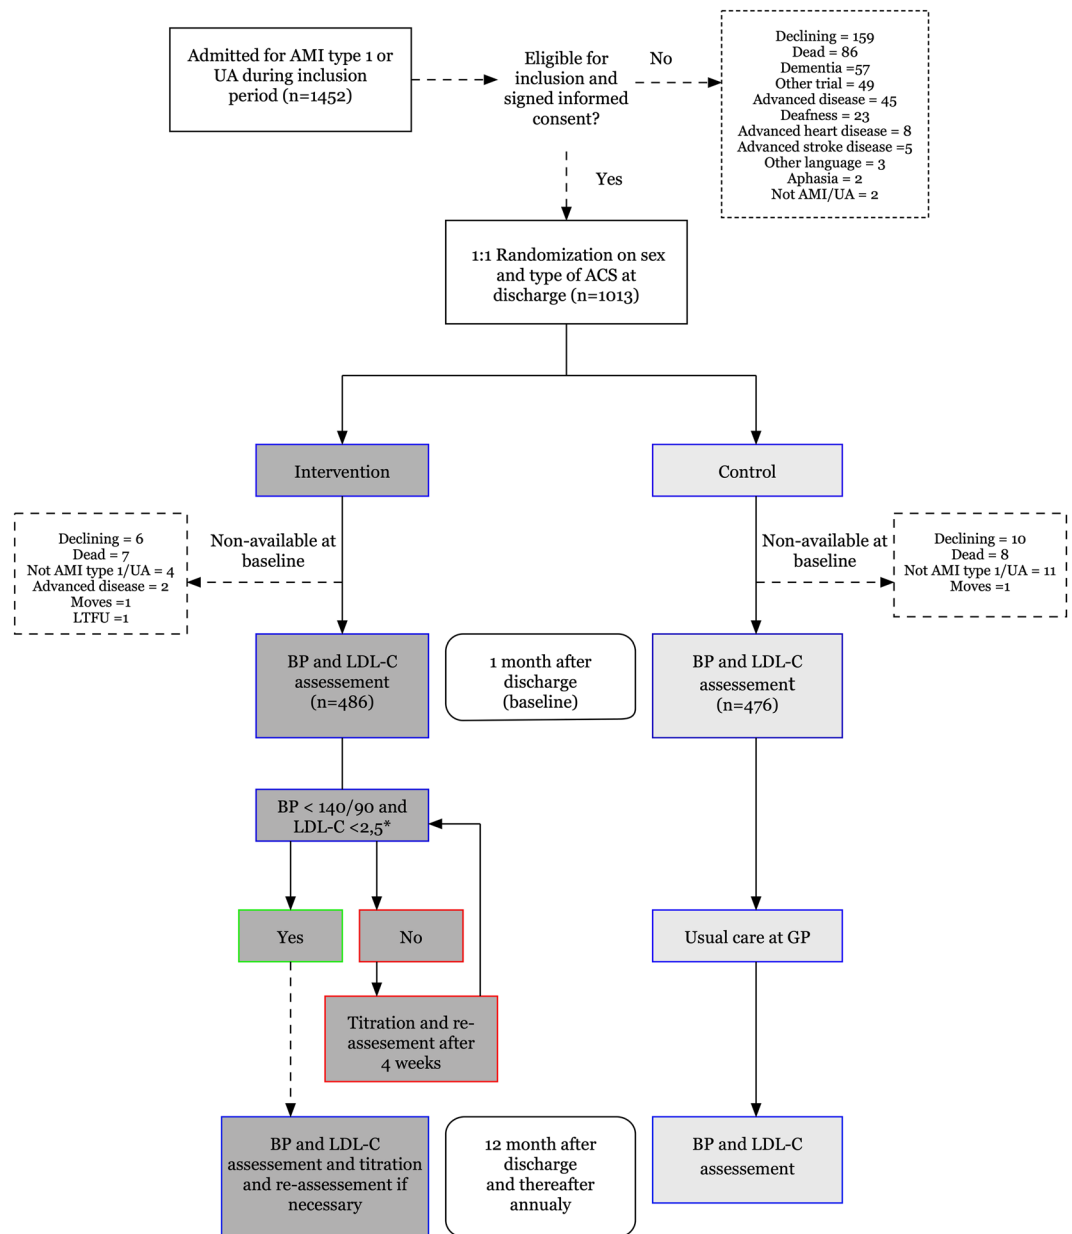 Admitted for AMI type 1 or
UA during inclusion
period (n=1452)
Eligible for
inclusion and
signed informed
consent?
No
Declining = 159
Dead = 86
Dementia =57
Other trial = 49
Advanced disease = 45
Deafness = 23
Advanced heart disease = 8
Advanced stroke disease =5
Other language = 3
Aphasia = 2
Not AMI/UA = 2
Yes
1:1 Randomization on sex
and type of ACS at
discharge (n=1013)
Intervention
Control
Declining = 6
Dead = 7
Not AMI type 1/UA = 4
Advanced disease = 2
Moves =1
LTFU =1
Non-available at
baseline
Non-available at
baseline
Declining = 10
Dead = 8
Not AMI type 1/UA = 11
Moves =1
BP and LDL-C
assessement
(n=486)
1 month after
discharge
(baseline)
BP and LDL-C
assessement
(n=476)
BP < 140/90 and
LDL-C <2,5*
Yes
No
Usual care at GP
Titration and re-
assesement after
4 weeks
BP and LDL-C
assessment and titration
and re-assessment if
necessary
12 month after
discharge
and thereafter
annualy
BP and LDL-C
assessment